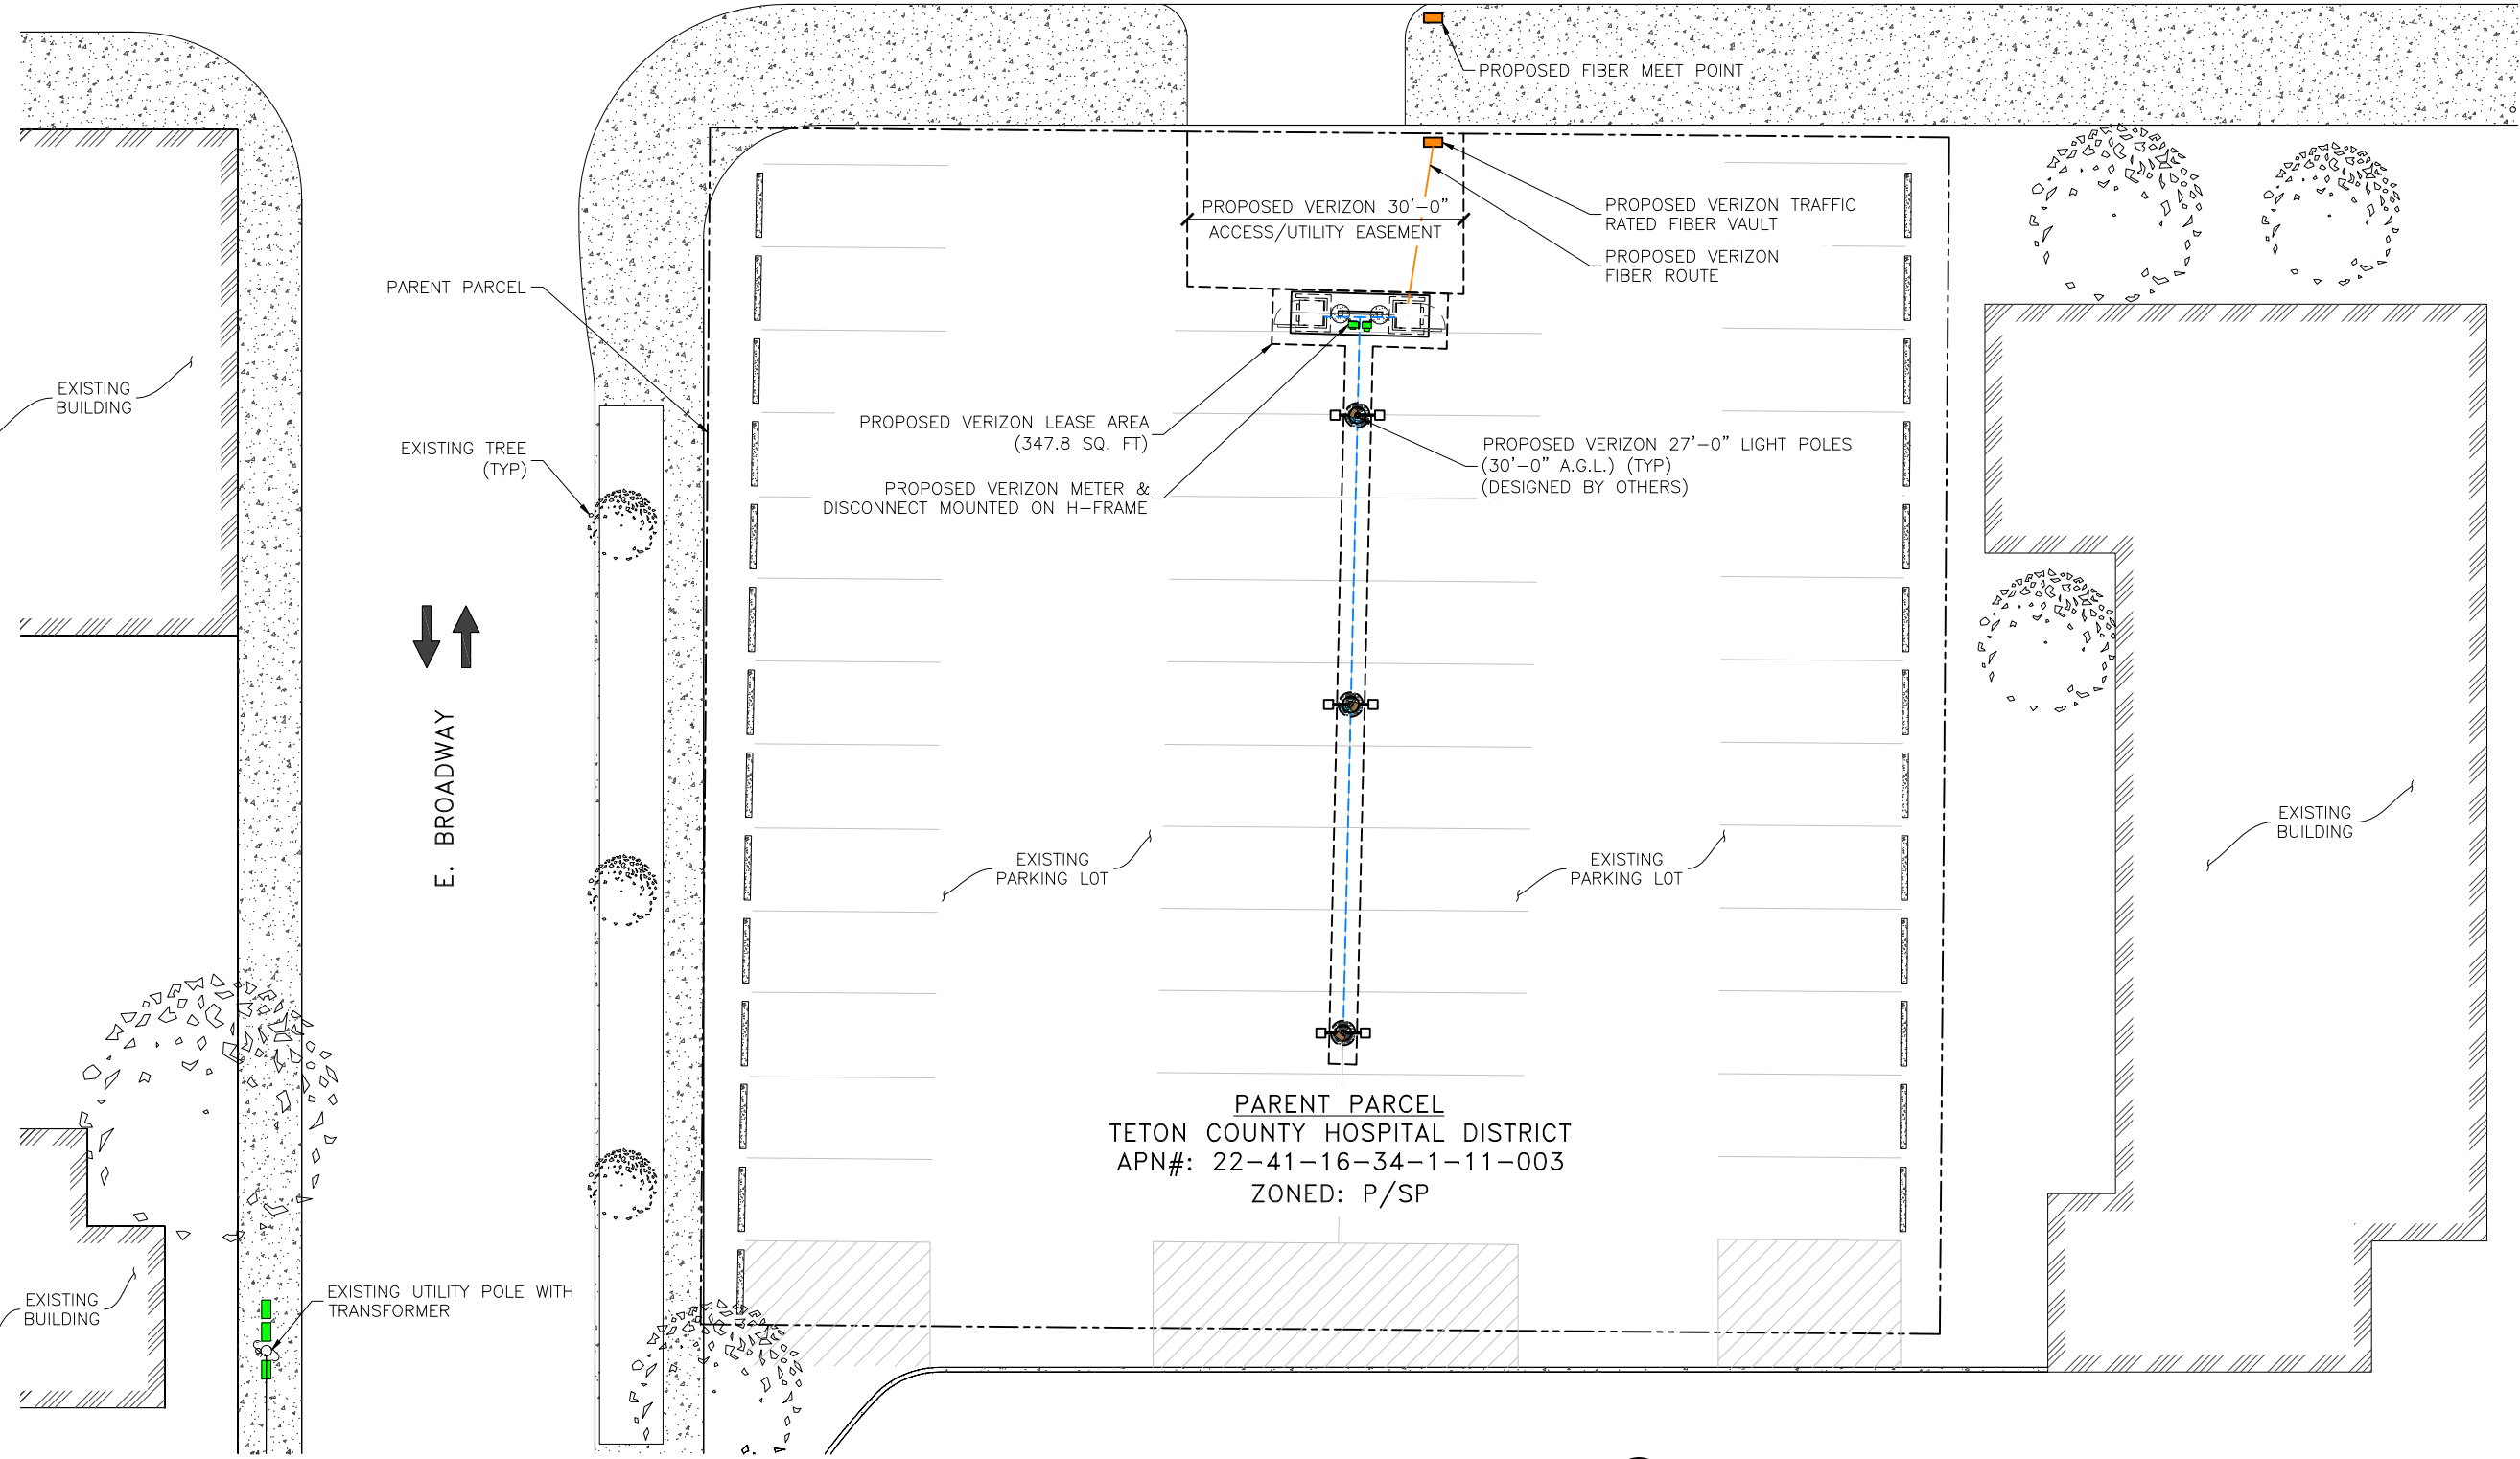 PROPOSED FIBER MEET POINT
PROPOSED VERIZON 30'-0"
ACCESS/UTILITY EASEMENT
PROPOSED VERIZON TRAFFIC
RATED FIBER VAULT
PROPOSED VERIZON
FIBER ROUTE
PARENT PARCEL
EXISTING
BUILDING
EXISTING TREE
(TYP)
PROPOSED VERIZON LEASE AREA
(347.8 SQ. FT)
PROPOSED VERIZON METER &
DISCONNECT MOUNTED ON H-FRAME
PROPOSED VERIZON 27'-0" LIGHT POLES
(30'-0" A.G.L.) (TYP)
(DESIGNED BY OTHERS)
E. BROADWAY
EXISTING
PARKING LOT
EXISTING
PARKING LOT
EXISTING
BUILDING
PARENT PARCEL
TETON COUNTY HOSPITAL DISTRICT
APN#: 22-41-16-34-1-11-003
ZONED: P/SP
EXISTING
BUILDING
EXISTING UTILITY POLE WITH
TRANSFORMER